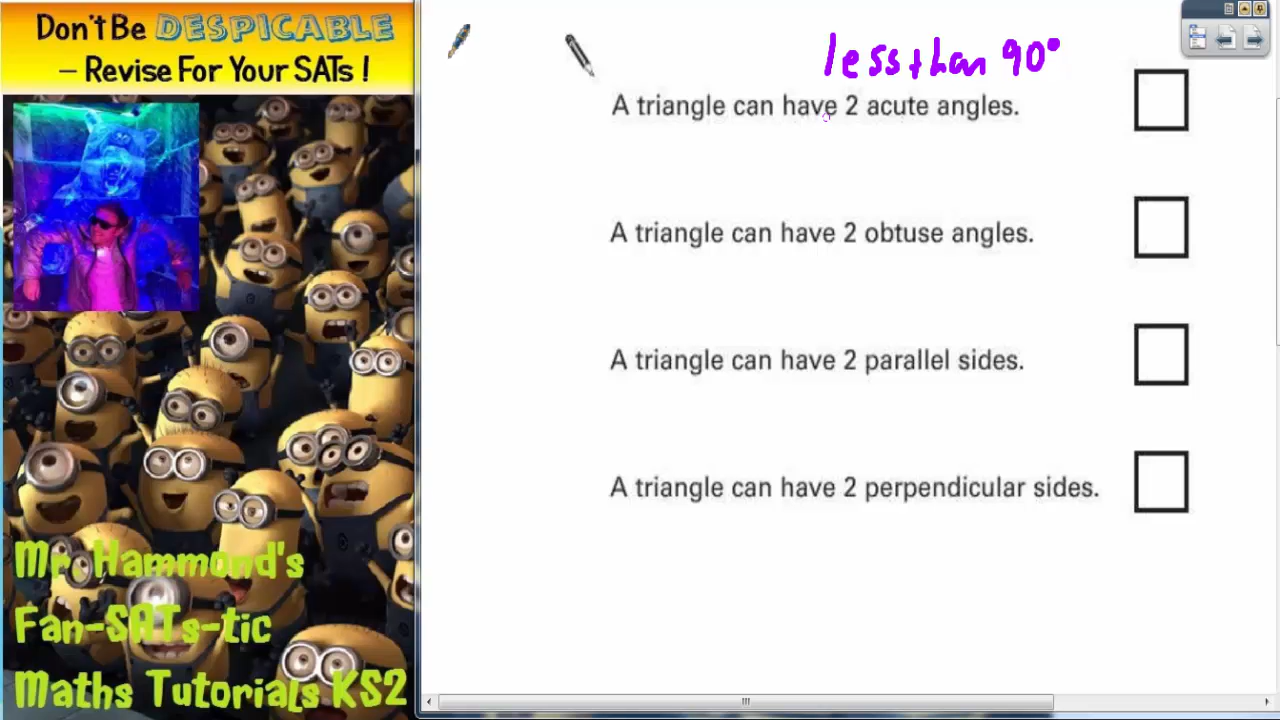 Don't Be DESPICABLE
– Revise For Your SATs !
Mr. Hammond's
Fan-SATs-tic
Maths Tutorials KS2
less than 90°
A triangle can have 2 acute angles.
A triangle can have 2 obtuse angles.
A triangle can have 2 parallel sides.
A triangle can have 2 perpendicular sides.